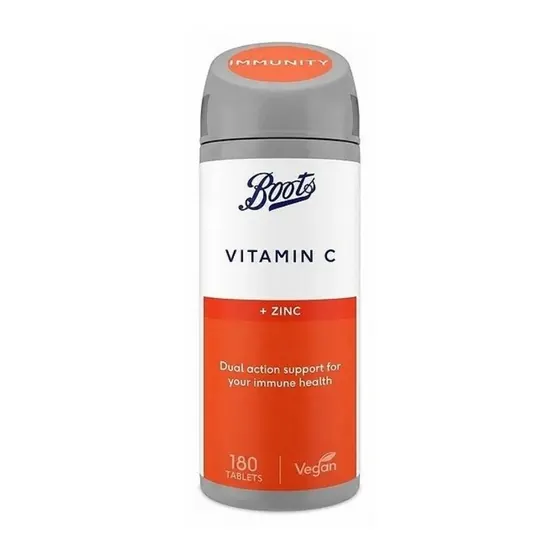 IMMUNITY
Boots
VITAMIN C
+ ZINC
Dual action support for
your immune health
180
TABLETS
Vegan